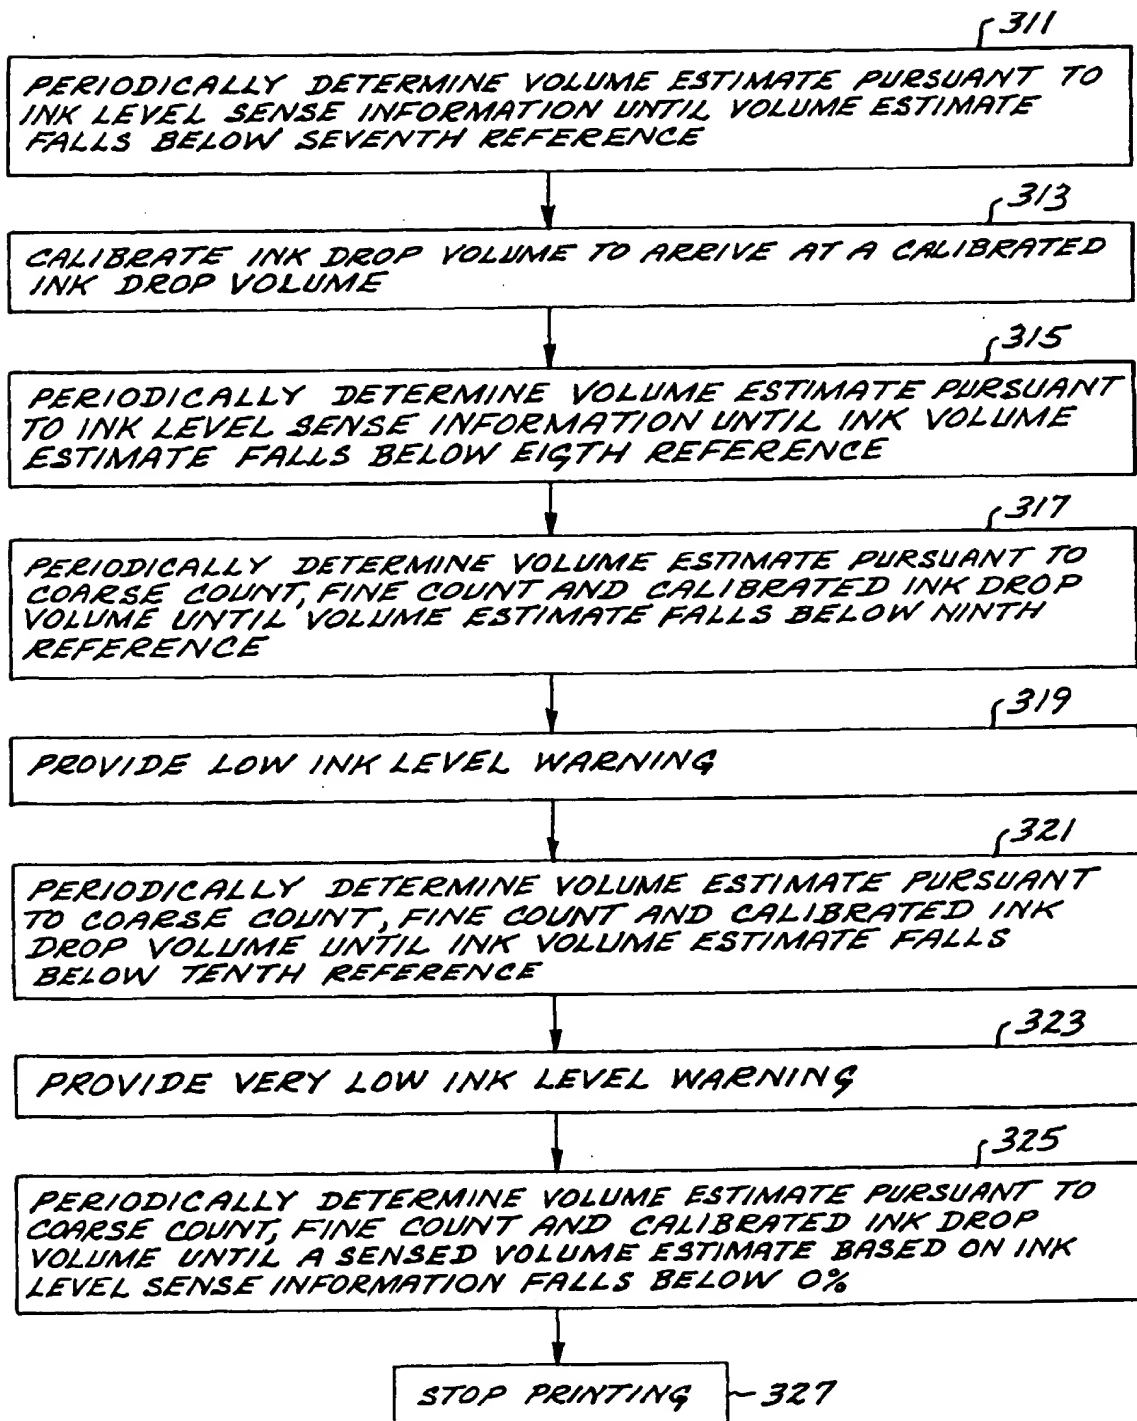 311
PERIODICALLY DETERMINE VOLUME ESTIMATE PURSUANT TO
INK LEVEL SENSE INFORMATION UNTIL VOLUME ESTIMATE
FALLS BELOW SEVENTH REFERENCE
313
CALIBRATE INK DROP VOLUME TO ARRIVE AT A CALIBRATED
INK DROP VOLUME
315
PERIODICALLY DETERMINE VOLUME ESTIMATE PURSUANT
TO INK LEVEL SENSE INFORMATION UNTIL INK VOLUME
ESTIMATE FALLS BELOW EIGTH REFERENCE
317
PERIODICALLY DETERMINE VOLUME ESTIMATE PURSUANT TO
COARSE COUNT, FINE COUNT AND CALIBRATED INK DROP
VOLUME UNTIL VOLUME ESTIMATE FALLS BELOW NINTH
REFERENCE
319
PROVIDE LOW INK LEVEL WARNING
321
PERIODICALLY DETERMINE VOLUME ESTIMATE PURSUANT
TO COARSE COUNT, FINE COUNT AND CALIBRATED INK
DROP VOLUME UNTIL INK VOLUME ESTIMATE FALLS
BELOW TENTH REFERENCE
323
PROVIDE VERY LOW INK LEVEL WARNING
325
PERIODICALLY DETERMINE VOLUME ESTIMATE PURSUANT TO
COARSE COUNT, FINE COUNT AND CALIBRATED INK DROP
VOLUME UNTIL A SENSED VOLUME ESTIMATE BASED ON INK
LEVEL SENSE INFORMATION FALLS BELOW 0%
STOP PRINTING 327